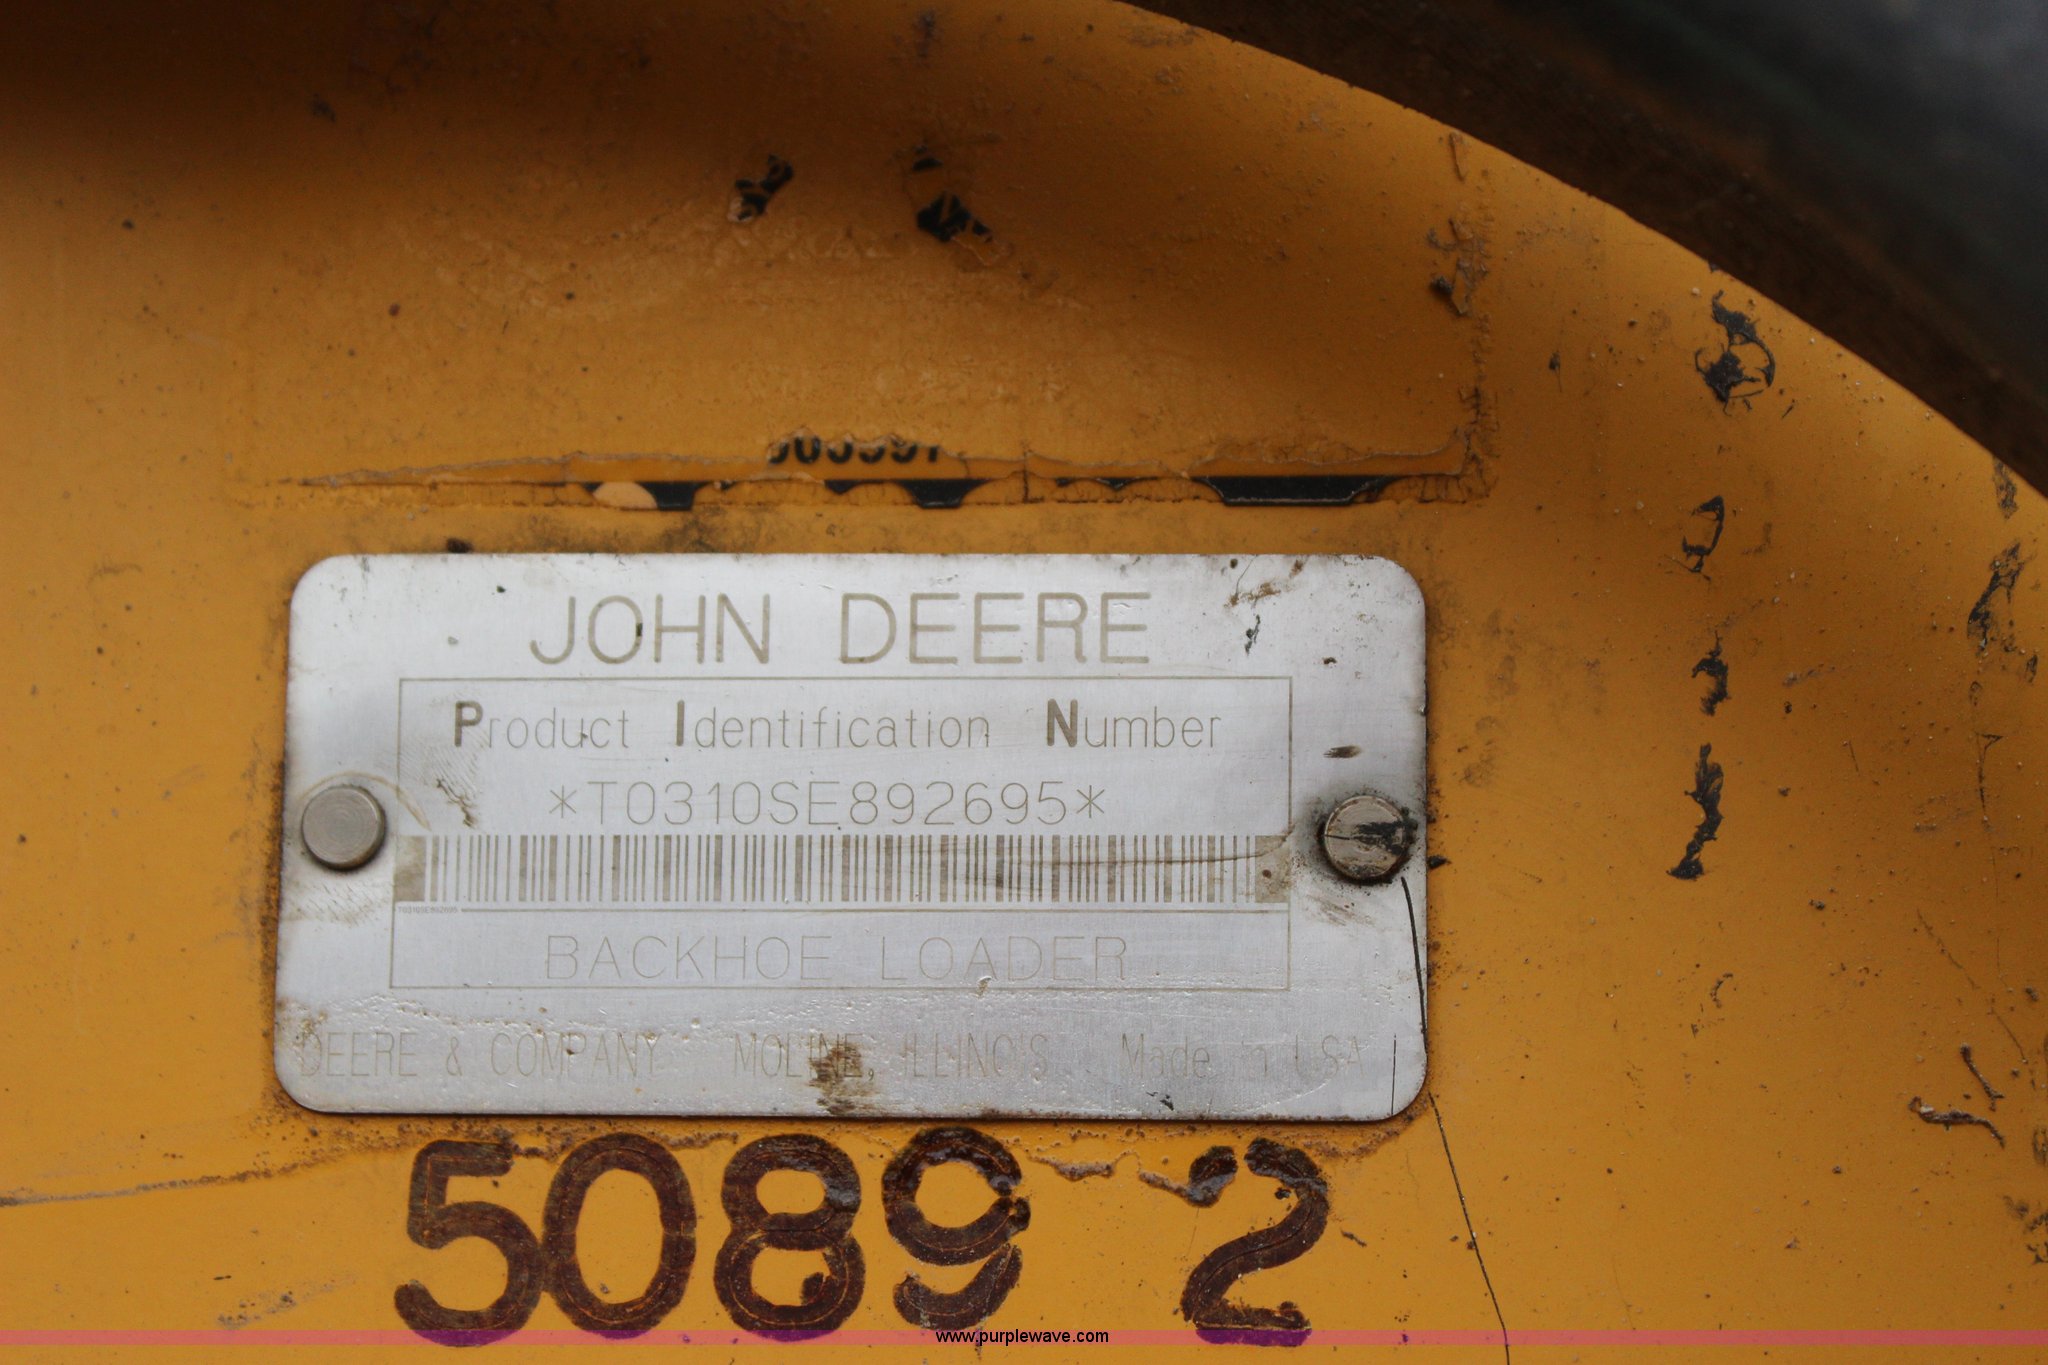 JOHN DEERE
Product Identification Number
*T0310SE892695*
T0310SE892695
BACKHOE LOADER
DEERE & COMPANY MOLINE, ILLINOIS Made in USA
5089 2
www.purplewave.com